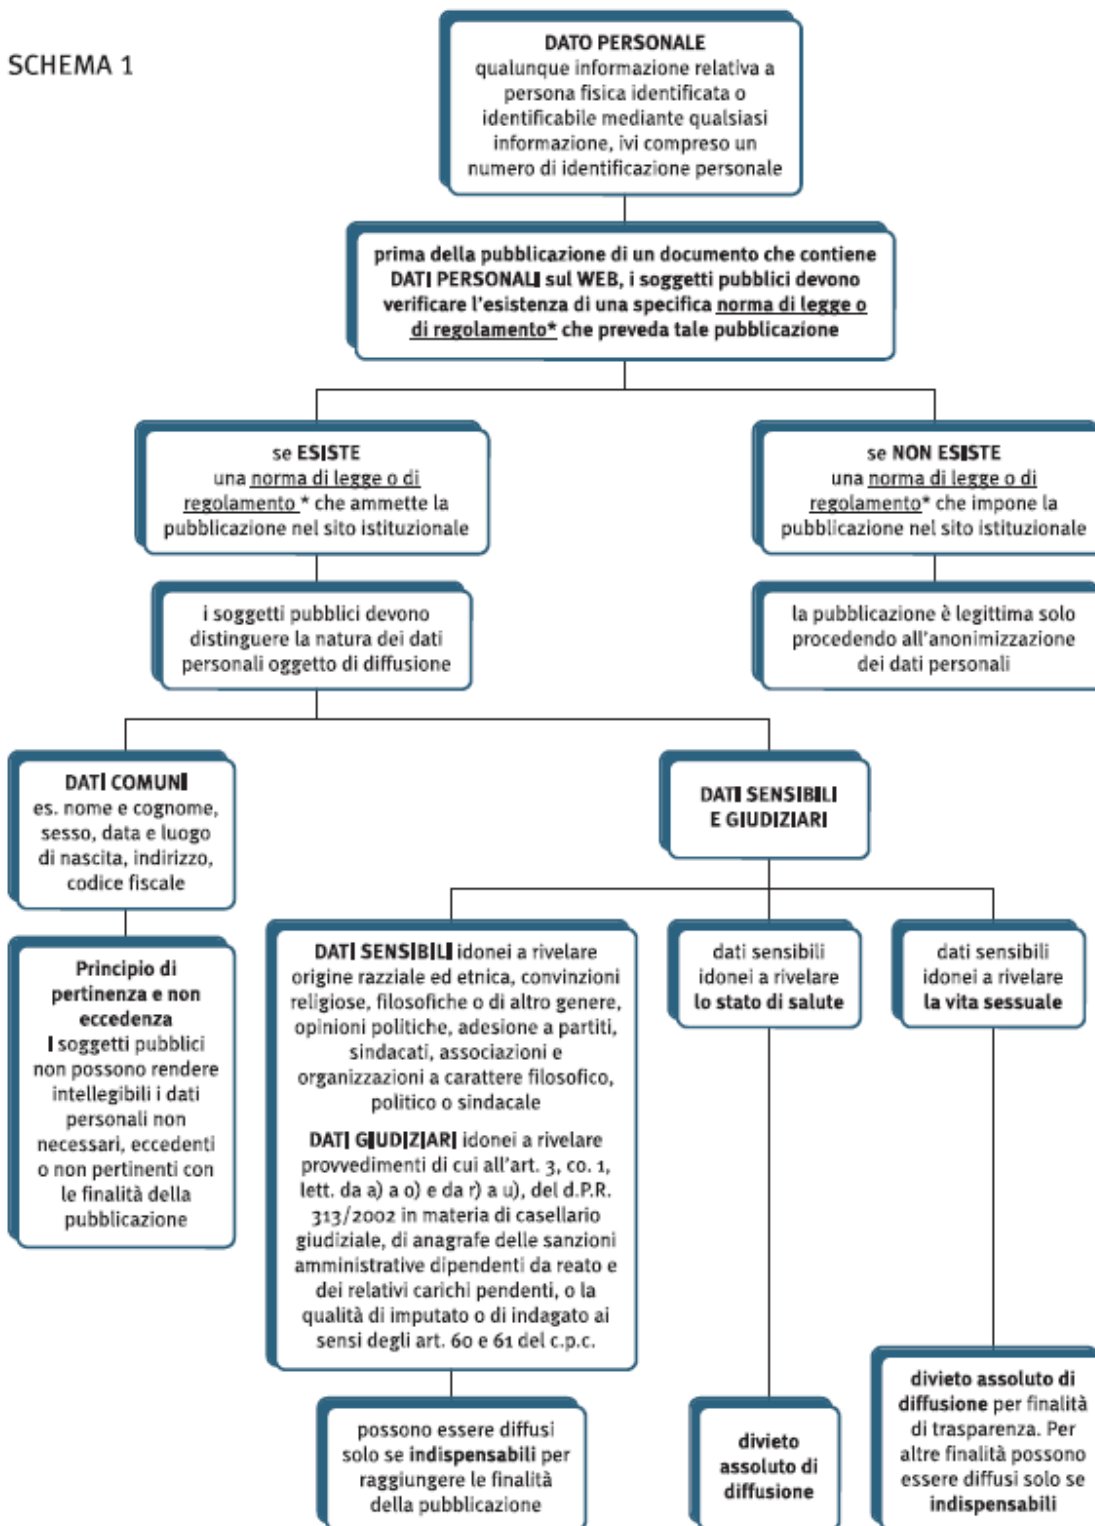 SCHEMA 1
DATO PERSONALE
qualunque informazione relativa a
persona fisica identificata o
identificabile mediante qualsiasi
informazione, ivi compreso un
numero di identificazione personale
prima della pubblicazione di un documento che contiene
DATI PERSONALI sul WEB, i soggetti pubblici devono
verificare l'esistenza di una specifica norma di legge o
di regolamento* che preveda tale pubblicazione
se ESISTE
una norma di legge o di
regolamento * che ammette la
pubblicazione nel sito istituzionale
se NON ESISTE
una norma di legge o di
regolamento* che impone la
pubblicazione nel sito istituzionale
i soggetti pubblici devono
distinguere la natura dei dati
personali oggetto di diffusione
la pubblicazione è legittima solo
procedendo all'anonimizzazione
dei dati personali
DATI COMUNI
es. nome e cognome,
sesso, data e luogo
di nascita, indirizzo,
codice fiscale
DATI SENSIBILI
E GIUDIZIARI
Principio di
pertinenza e non
eccedenza
I soggetti pubblici
non possono rendere
intellegibili i dati
personali non
necessari, eccedenti
o non pertinenti con
le finalità della
pubblicazione
DATI SENSIBILI idonei a rivelare
origine razziale ed etnica, convinzioni
religiose, filosofiche o di altro genere,
opinioni politiche, adesione a partiti,
sindacati, associazioni e
organizzazioni a carattere filosofico,
politico o sindacale
DATI GIUDIZIARI idonei a rivelare
provvedimenti di cui all'art. 3, co. 1,
lett. da a) a o) e da r) a u), del d.P.R.
313/2002 in materia di casellario
giudiziale, di anagrafe delle sanzioni
amministrative dipendenti da reato e
dei relativi carichi pendenti, o la
qualità di imputato o di indagato ai
sensi degli art. 60 e 61 del c.p.c.
dati sensibili
idonei a rivelare
lo stato di salute
dati sensibili
idonei a rivelare
la vita sessuale
possono essere diffusi
solo se indispensabili per
raggiungere le finalità
della pubblicazione
divieto
assoluto di
diffusione
divieto assoluto di
diffusione per finalità
di trasparenza. Per
altre finalità possono
essere diffusi solo se
indispensabili